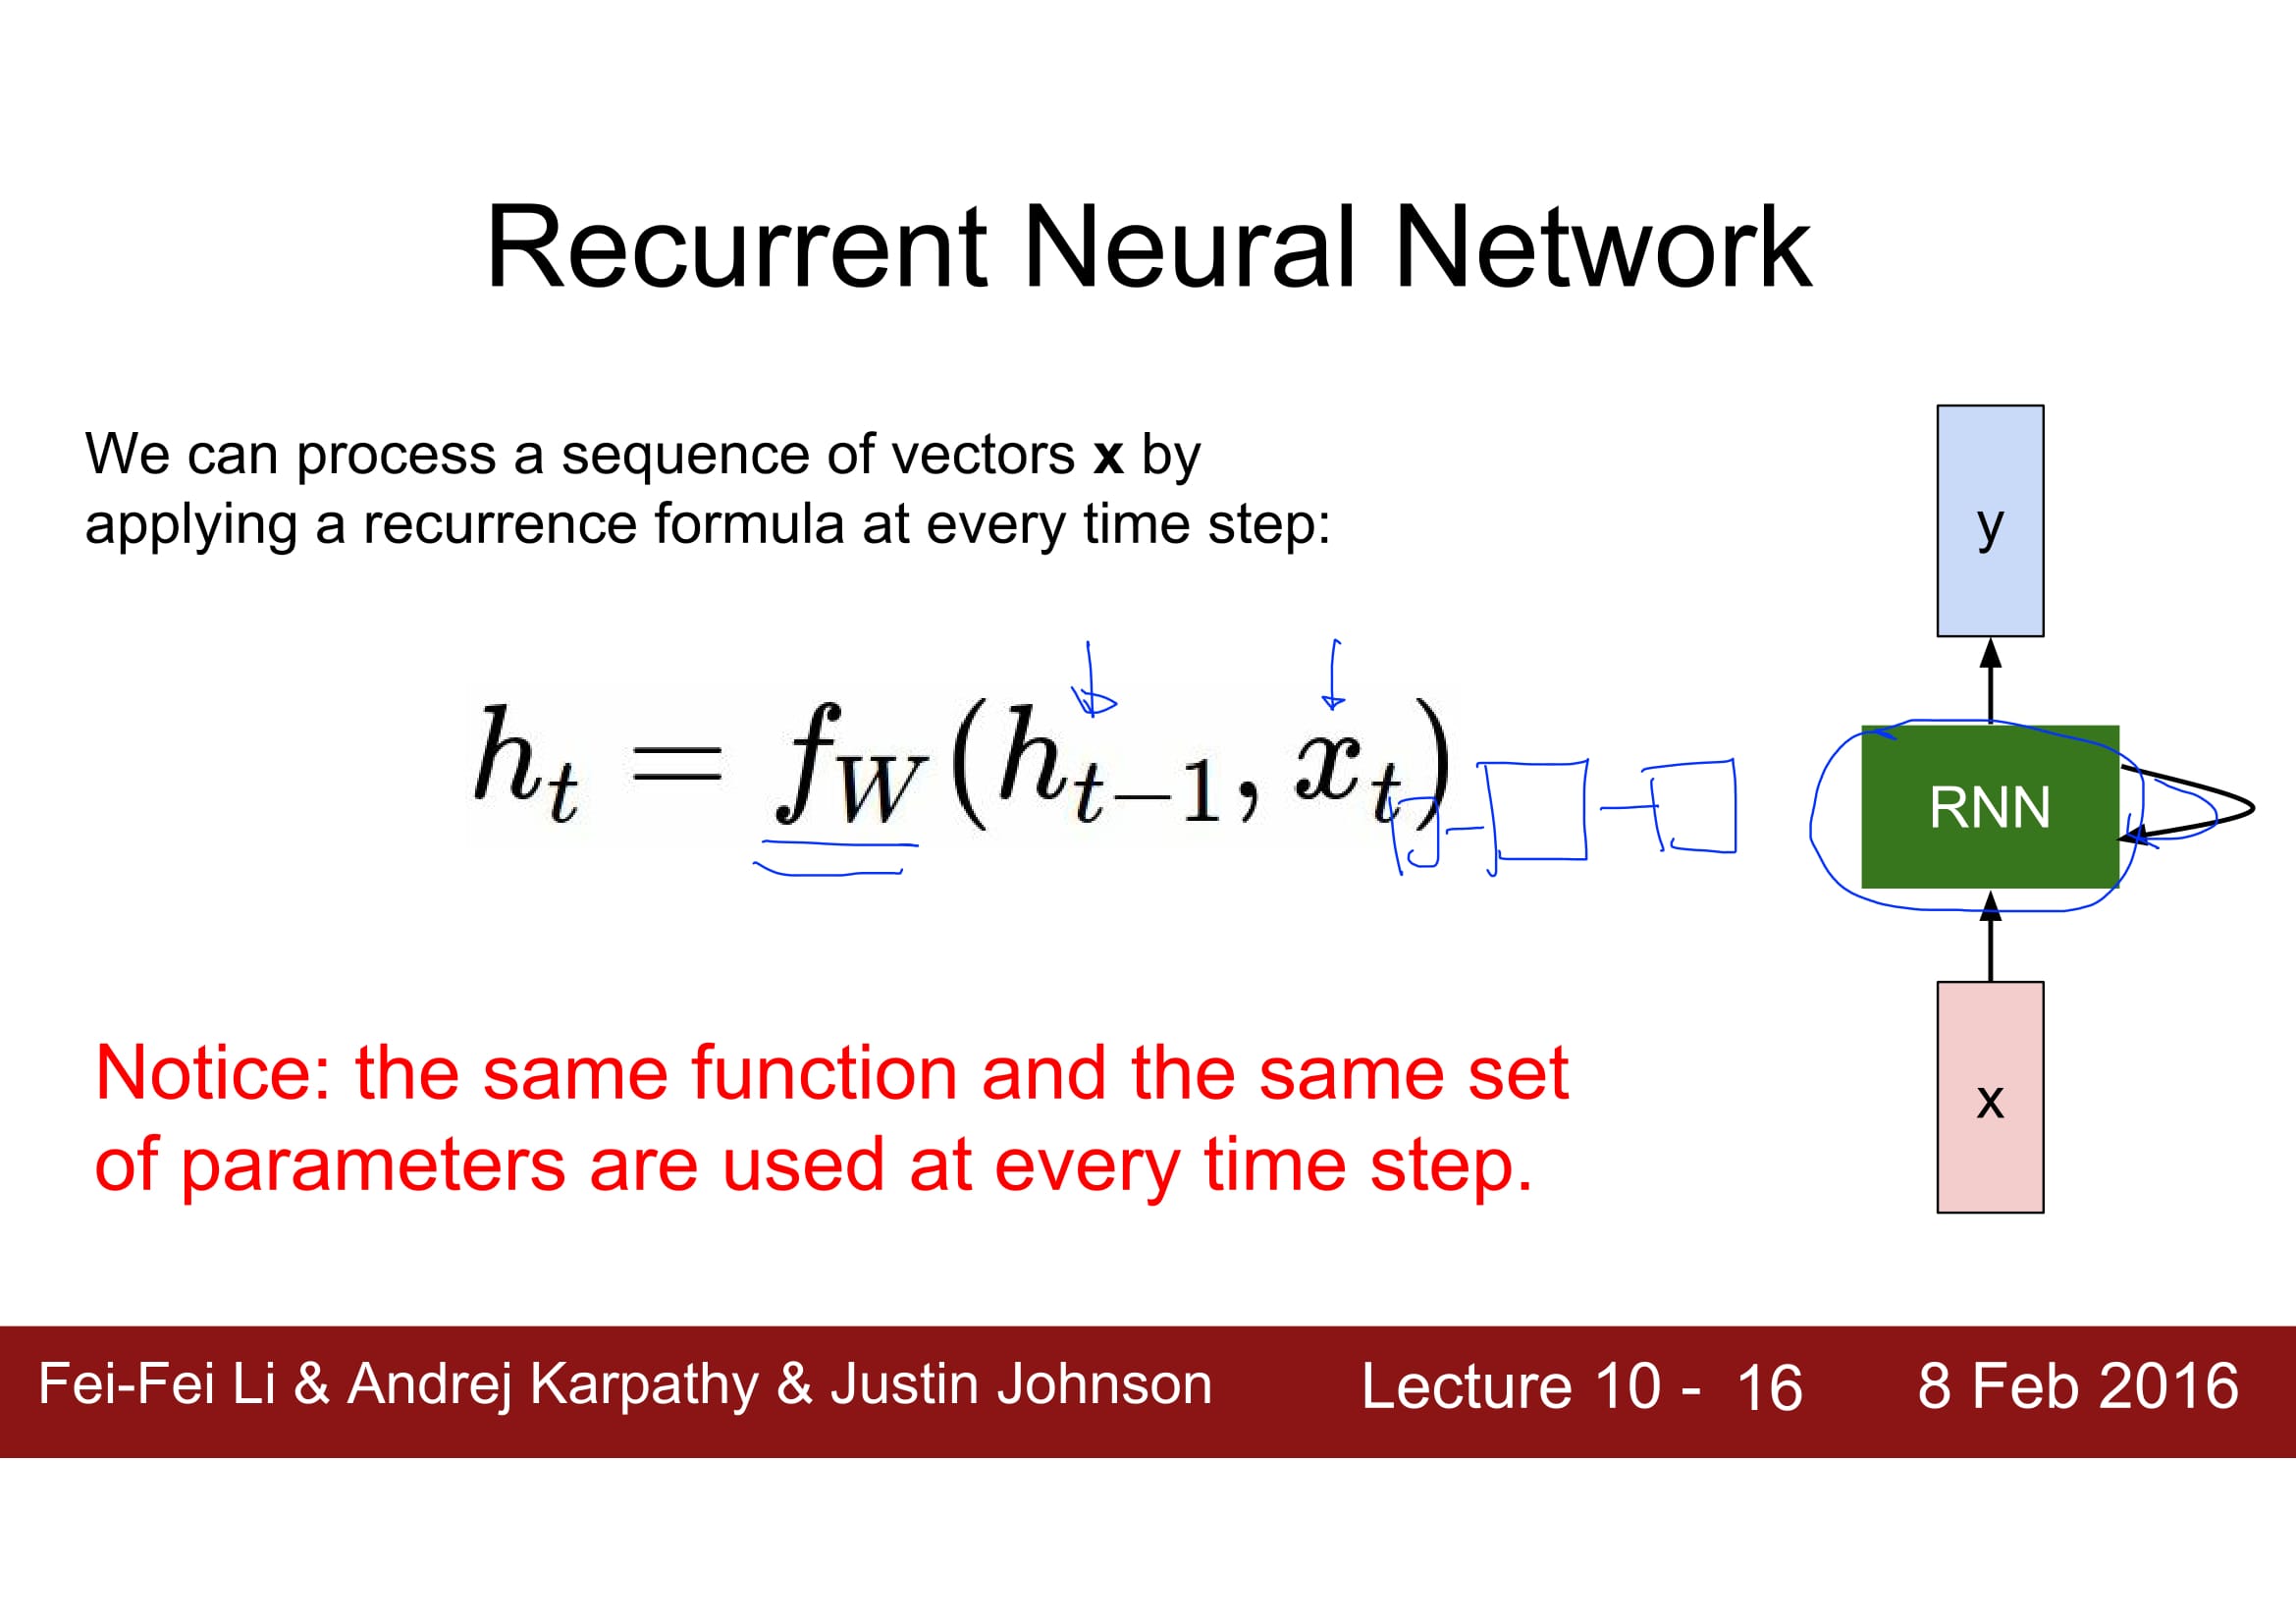 Recurrent Neural Network
We can process a sequence of vectors x by
applying a recurrence formula at every time step:
h_t = f_W(h_{t-1}, x_t)
y
RNN
x
Notice: the same function and the same set
of parameters are used at every time step.
Fei-Fei Li & Andrej Karpathy & Justin Johnson Lecture 10 - 16 8 Feb 2016